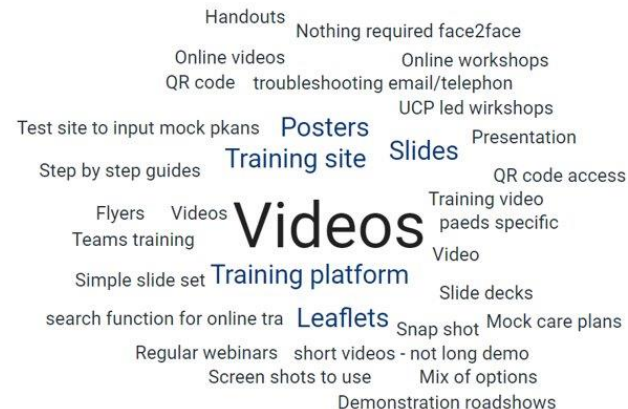 Handouts
Nothing required face2face
Online videos
Online workshops
QR code
troubleshooting email/telephon
UCP led wirkshops
Test site to input mock pkans
Posters
Presentation
Training site
Slides
Step by step guides
QR code access
Training video
Flyers
Videos
Videos
paeds specific
Teams training
Video
Simple slide set
Training platform
Slide decks
search function for online tra
Leaflets
Snap shot
Mock care plans
Regular webinars
short videos - not long demo
Screen shots to use
Mix of options
Demonstration roadshows